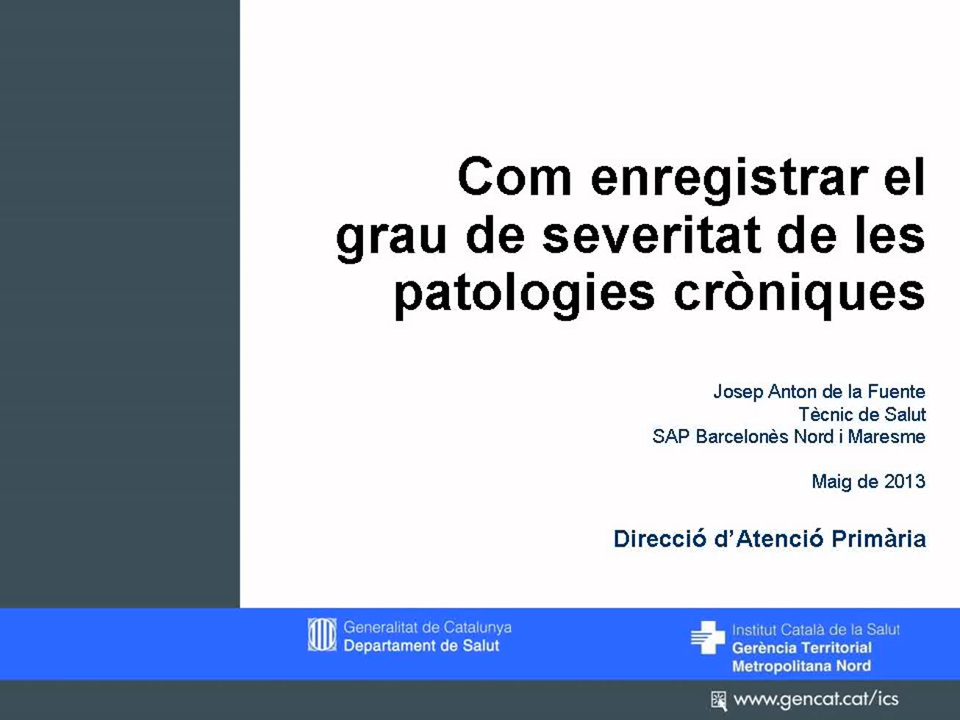 Com enregistrar el
grau de severitat de les
patologies cròniques
Josep Anton de la Fuente
Tècnic de Salut
SAP Barcelonès Nord i Maresme
Maig de 2013
Direcció d'Atenció Primària
Generalitat de Catalunya
Departament de Salut
Institut Català de la Salut
Gerència Territorial
Metropolitana Nord
www.gencat.cat/ics